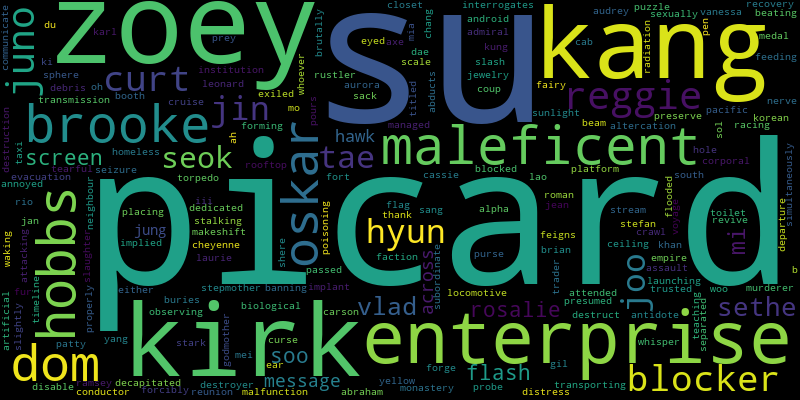 communicate
juno
du
karl
zoey
prey
brutally
closet
eyed
axe
mia
chang
interrogates
android
admiral
kung
audrey
puzzle
sexually
vanessa
recovery
beating
medal
feeding
ki
sphere
debris
oh
booth
curt
institution
leonard
cruise
whoever
su
dae
scale
slash
jewelry
coup
cab
kang
radiation
pen
nerve
transmission
exiled
mo
rustler
aurora
sack
titled
abducts
fairy
reggie
preserve
pacific
korean
destruction
taxi
brooke
jin
forming
ah
pours
managed
hawk
sunlight
beam
altercation
sol
racing
screen
homeless
seok
rooftop
oskar
tae
maleficent
hole
corporal
annoyed
evacuation
tearful
seizure
torpedo
fort
blocked
cassie
lao
platform
south
simultaneously
rio
jan
hobbs
neighbour
slaughter
placing
jung
implied
iii
dedicated
stalking
makeshift
cheyenne
laurie
picard
poisoning
shere
flag
thank
sang
alpha
hyun
faction
purse
roman
jean
feigns
brian
stream
stefan
crawl
ceiling
khan
flooded
voyage
toilet
revive
mi
departure
waking
attacking
empire
assault
artificial
slightly
fur
timeline
properly
either
stepmother
banning
passed
implant
across
subordinate
locomotive
trader
attended
presumed
joo
launching
trusted
woo
murderer
b
buries
observing
biological
carson
vlad
rosalie
destruct
antidote
teaching
separated
sethe
patty
yang
kirk
stark
godmother
curse
enterprise
whisper
dom
mei
soo
ear
message
flash
forge
gil
blocker
disable
ramsey
conductor
decapitated
forcibly
destroyer
reunion
malfunction
abraham
yellow
monastery
probe
distress
transporting